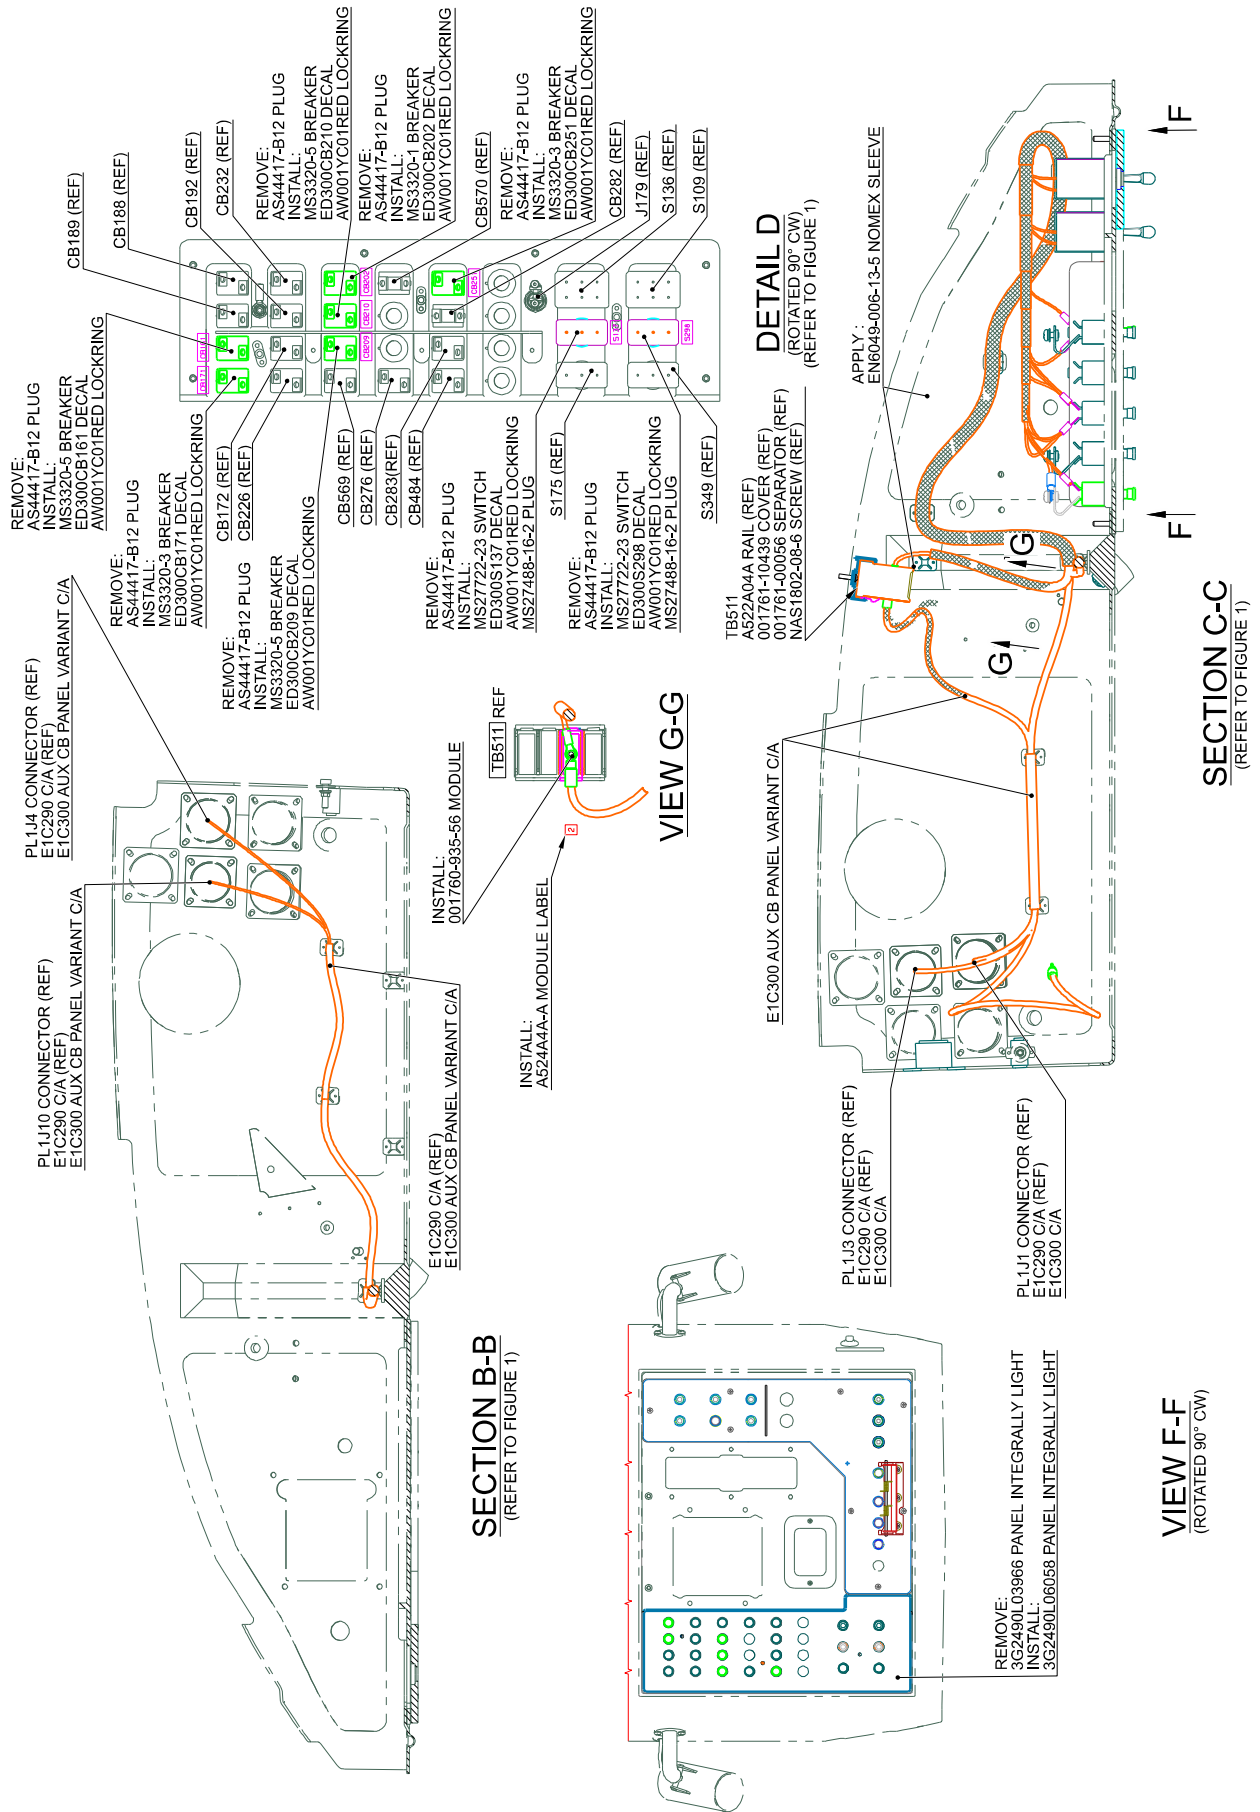 REMOVE:
AS44417-B12 PLUG
INSTALL:
MS3320-5 BREAKER
ED300CB161 DECAL
AW001YC01RED LOCKRING
REMOVE:
AS44417-B12 PLUG
INSTALL:
MS3320-3 BREAKER
ED300CB171 DECAL
AW001YC01RED LOCKRING
CB172 (REF)
CB226 (REF)
REMOVE:
AS44417-B12 PLUG
INSTALL:
MS3320-5 BREAKER
ED300CB209 DECAL
AW001YC01RED LOCKRING
CB569 (REF)
CB276 (REF)
CB283(REF)
CB484 (REF)
REMOVE:
AS44417-B12 PLUG
INSTALL:
MS27722-23 SWITCH
ED300S137 DECAL
AW001YC01RED LOCKRING
MS27488-16-2 PLUG
S175 (REF)
REMOVE:
AS44417-B12 PLUG
INSTALL:
MS27722-23 SWITCH
ED300S298 DECAL
AW001YC01RED LOCKRING
MS27488-16-2 PLUG
S349 (REF)
CB189 (REF)
CB188 (REF)
CB192 (REF)
CB232 (REF)
REMOVE:
AS44417-B12 PLUG
INSTALL:
MS3320-5 BREAKER
ED300CB210 DECAL
AW001YC01RED LOCKRING
REMOVE:
AS44417-B12 PLUG
INSTALL:
MS3320-1 BREAKER
ED300CB202 DECAL
AW001YC01RED LOCKRING
CB570 (REF)
REMOVE:
AS44417-B12 PLUG
INSTALL:
MS3320-3 BREAKER
ED300CB251 DECAL
AW001YC01RED LOCKRING
CB282 (REF)
J179 (REF)
S136 (REF)
S109 (REF)
CB171
CB209
CB210
CB202
S298
DETAIL D
(ROTATED 90° CW)
(REFER TO FIGURE 1)
PL1J4 CONNECTOR (REF)
E1C290 C/A (REF)
E1C300 AUX CB PANEL VARIANT C/A
PL1J10 CONNECTOR (REF)
E1C290 C/A (REF)
E1C300 AUX CB PANEL VARIANT C/A
E1C290 C/A (REF)
E1C300 AUX CB PANEL VARIANT C/A
SECTION B-B
(REFER TO FIGURE 1)
TB511 REF
INSTALL:
001760-935-56 MODULE
2
INSTALL:
A524A4A-A MODULE LABEL
VIEW G-G
APPLY :
EN6049-006-13-5 NOMEX SLEEVE
TB511
A522A04A RAIL (REF)
001761-10439 COVER (REF)
001761-00056 SEPARATOR (REF)
NAS1802-08-6 SCREW (REF)
E1C300 AUX CB PANEL VARIANT C/A
G
G
F
F
PL1J3 CONNECTOR (REF)
E1C290 C/A (REF)
E1C300 C/A
PL1J1 CONNECTOR (REF)
E1C290 C/A (REF)
E1C300 C/A
SECTION C-C
(REFER TO FIGURE 1)
REMOVE:
3G2490L03966 PANEL INTEGRALLY LIGHT
INSTALL:
3G2490L06058 PANEL INTEGRALLY LIGHT
VIEW F-F
(ROTATED 90° CW)